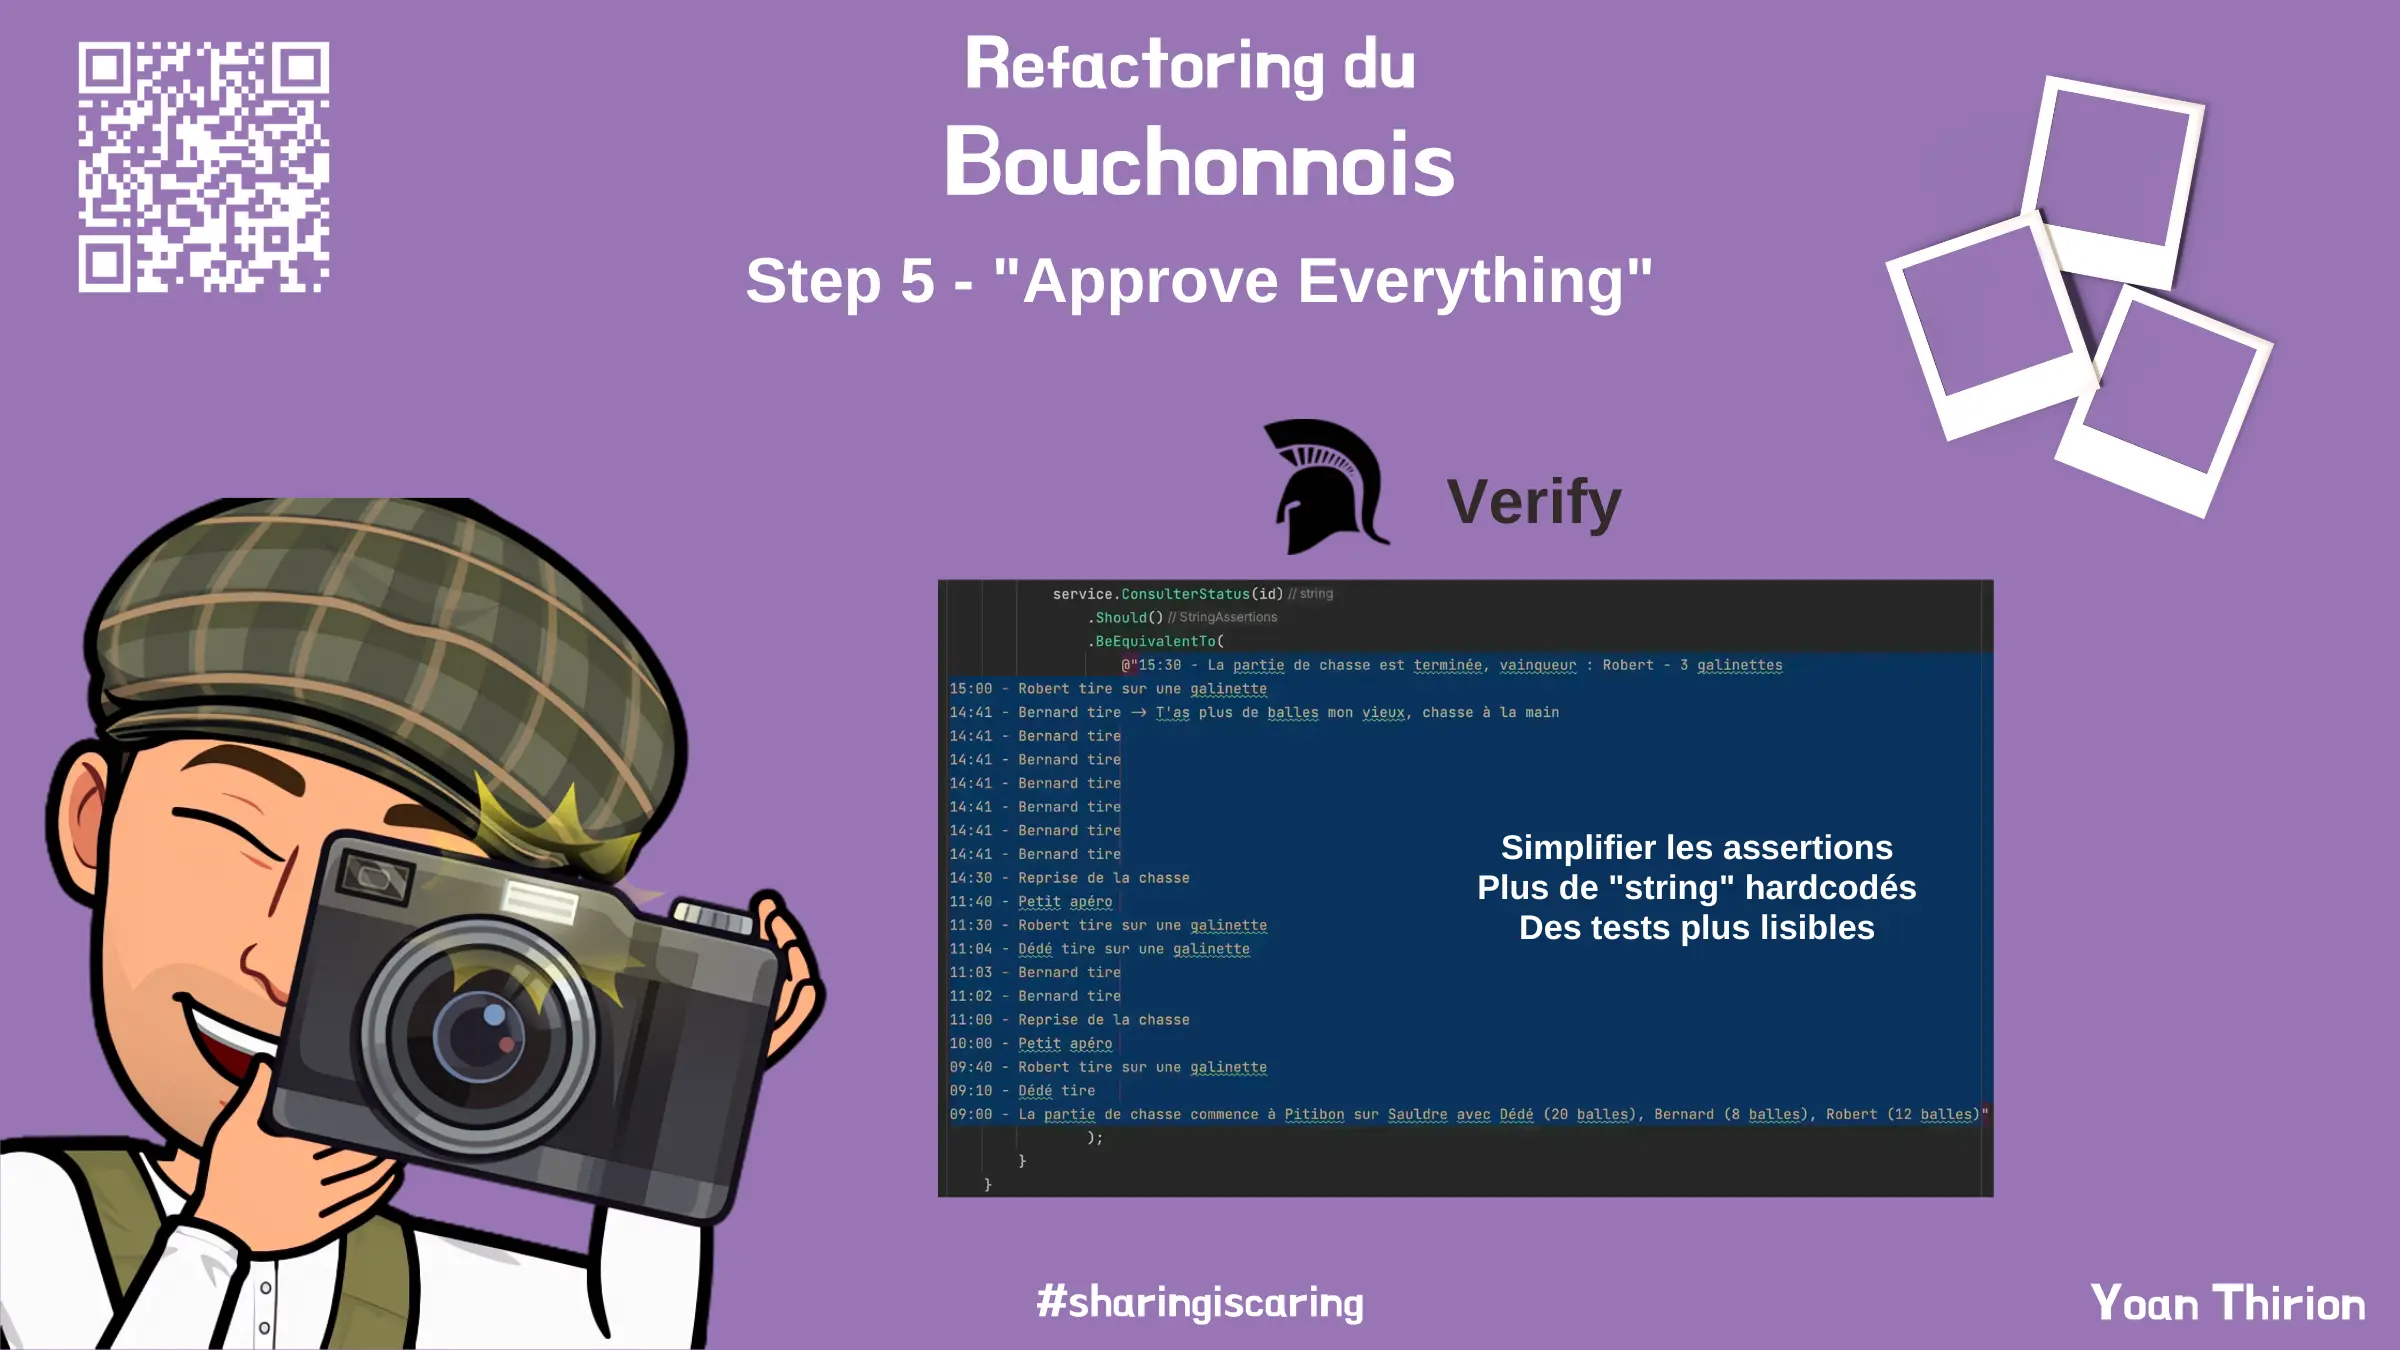 Refactoring du
Bouchonnois
Step 5 - "Approve Everything"
Verify
service.ConsulterStatus(id) // string
.Should() // StringAssertions
.BeEquivalentTo(
@"15:30 - La partie de chasse est terminée, vainqueur : Robert - 3 galinettes
15:00 - Robert tire sur une galinette
14:41 - Bernard tire -> T'as plus de balles mon vieux, chasse à la main
14:41 - Bernard tire
14:41 - Bernard tire
14:41 - Bernard tire
14:41 - Bernard tire
14:41 - Bernard tire
14:41 - Bernard tire
14:30 - Reprise de la chasse
11:40 - Petit apéro
11:30 - Robert tire sur une galinette
11:04 - Dédé tire sur une galinette
11:03 - Bernard tire
11:02 - Bernard tire
11:00 - Reprise de la chasse
10:00 - Petit apéro
09:40 - Robert tire sur une galinette
09:10 - Dédé tire
09:00 - La partie de chasse commence à Pitibon sur Sauldre avec Dédé (20 balles), Bernard (8 balles), Robert (12 balles)"
);
}
}
Simplifier les assertions
Plus de "string" hardcodés
Des tests plus lisibles
#sharingiscaring
Yoan Thirion